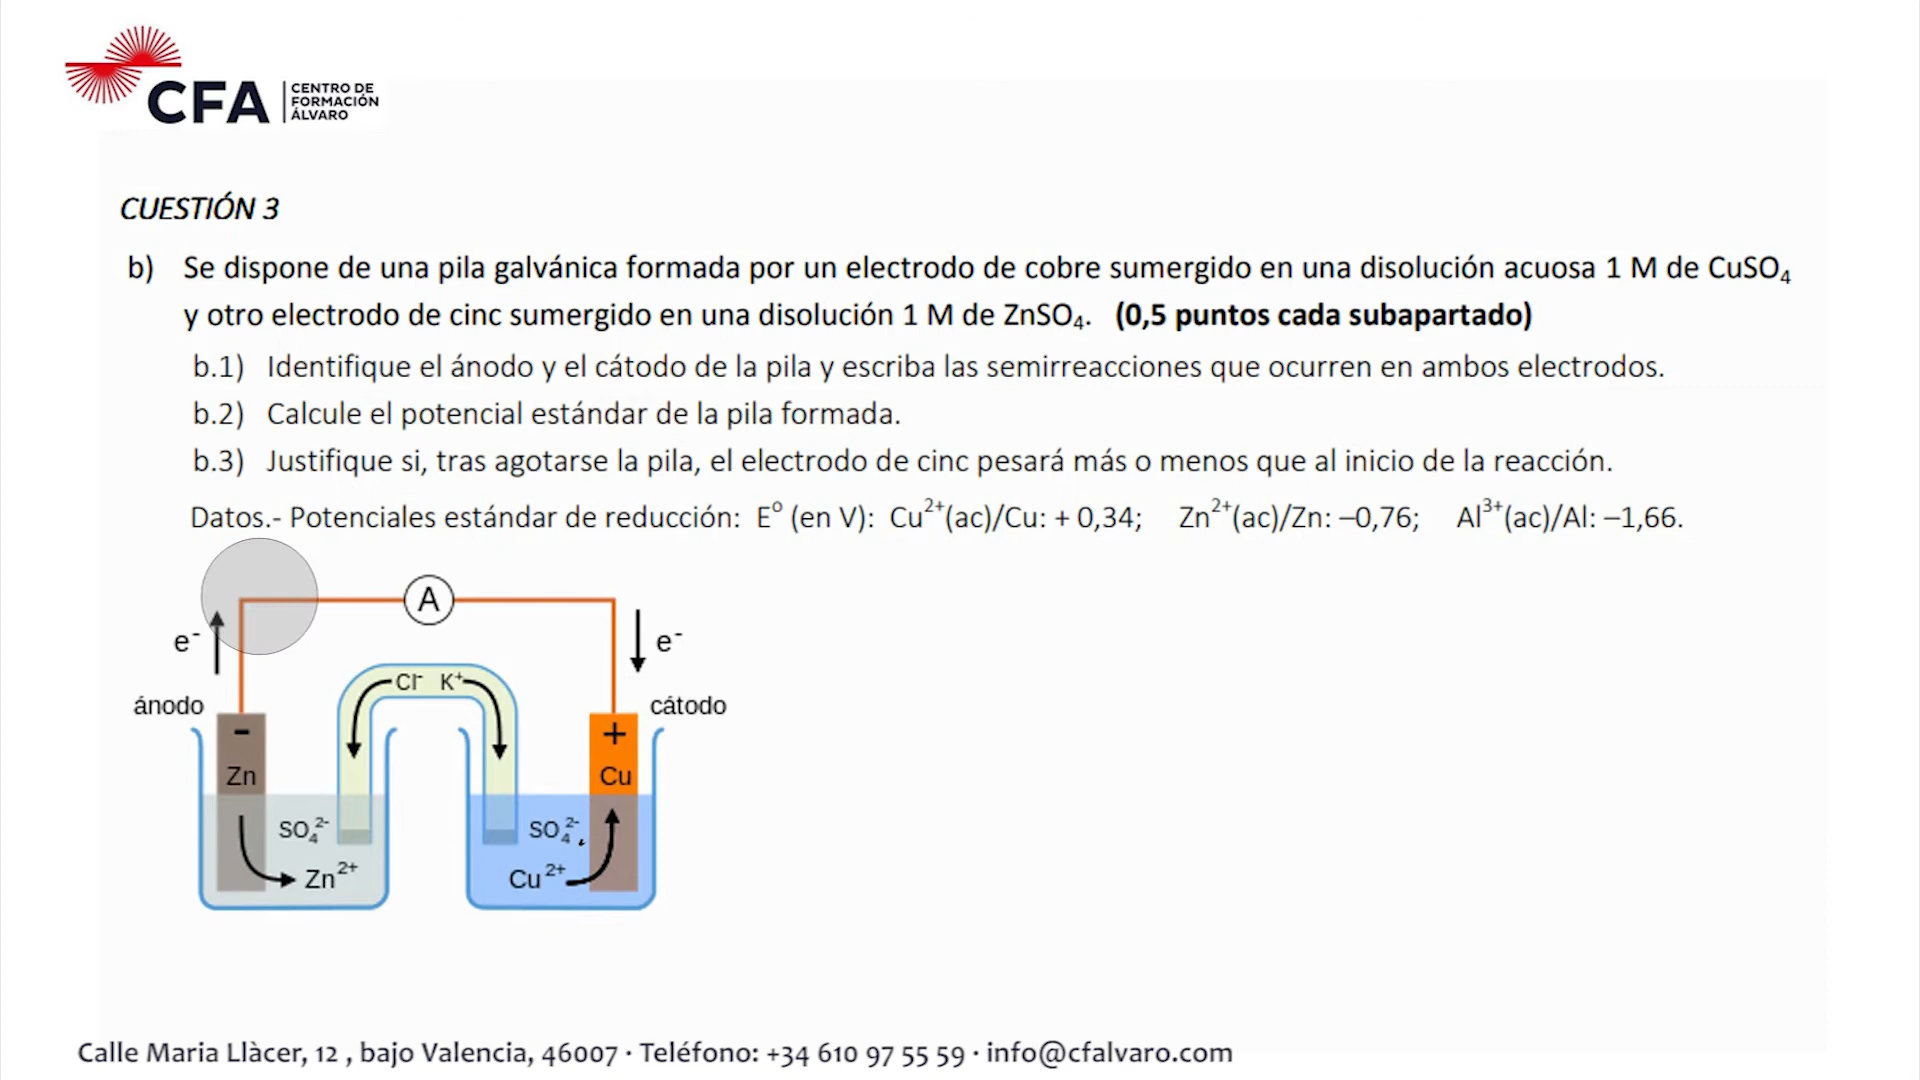 CFA
CENTRO DE
FORMACIÓN
ÁLVARO
CUESTIÓN 3
b) Se dispone de una pila galvánica formada por un electrodo de cobre sumergido en una disolución acuosa 1 M de CuSO₄
y otro electrodo de cinc sumergido en una disolución 1 M de ZnSO₄. (0,5 puntos cada subapartado)
b.1) Identifique el ánodo y el cátodo de la pila y escriba las semirreacciones que ocurren en ambos electrodos.
b.2) Calcule el potencial estándar de la pila formada.
b.3) Justifique si, tras agotarse la pila, el electrodo de cinc pesará más o menos que al inicio de la reacción.
Datos.- Potenciales estándar de reducción: Eº (en V): Cu²⁺(ac)/Cu: + 0,34; Zn²⁺(ac)/Zn: –0,76; Al³⁺(ac)/Al: –1,66.
A
e⁻
e⁻
Cl⁻ K⁺
ánodo
cátodo
-
+
Zn
Cu
SO₄²⁻
SO₄²⁻
Zn²⁺
Cu²⁺
Calle Maria Llàcer, 12 , bajo Valencia, 46007 · Teléfono: +34 610 97 55 59 · info@cfalvaro.com